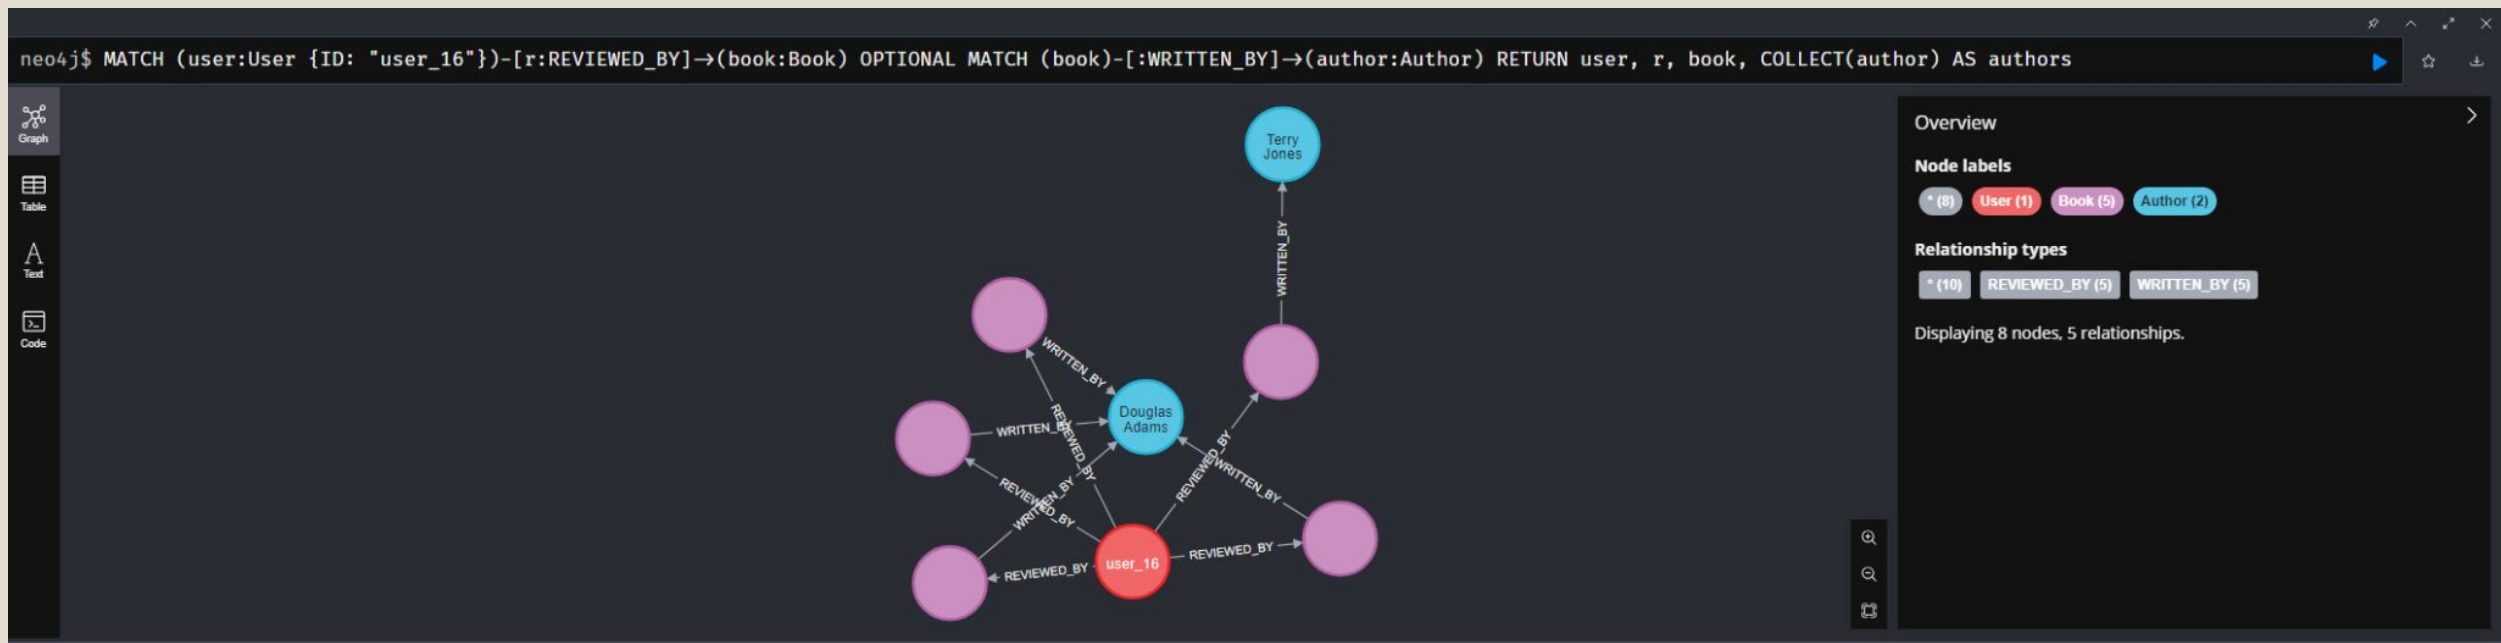 neo4j$ MATCH (user:User {ID: "user_16"})-[r:REVIEWED_BY]→(book:Book) OPTIONAL MATCH (book)-[:WRITTEN_BY]→(author:Author) RETURN user, r, book, COLLECT(author) AS authors
Graph
Table
Text
Code
Terry
Jones
WRITTEN_BY
WRITTEN_BY
Douglas
Adams
WRITTEN_BY
REVIEWED_BY
REVIEWED_BY
WRITTEN_BY
REVIEWED_BY
WRITTEN_BY
REVIEWED_BY
user_16
REVIEWED_BY
Overview
Node labels
* (8) User (1) Book (5) Author (2)
Relationship types
* (10) REVIEWED_BY (5) WRITTEN_BY (5)
Displaying 8 nodes, 5 relationships.